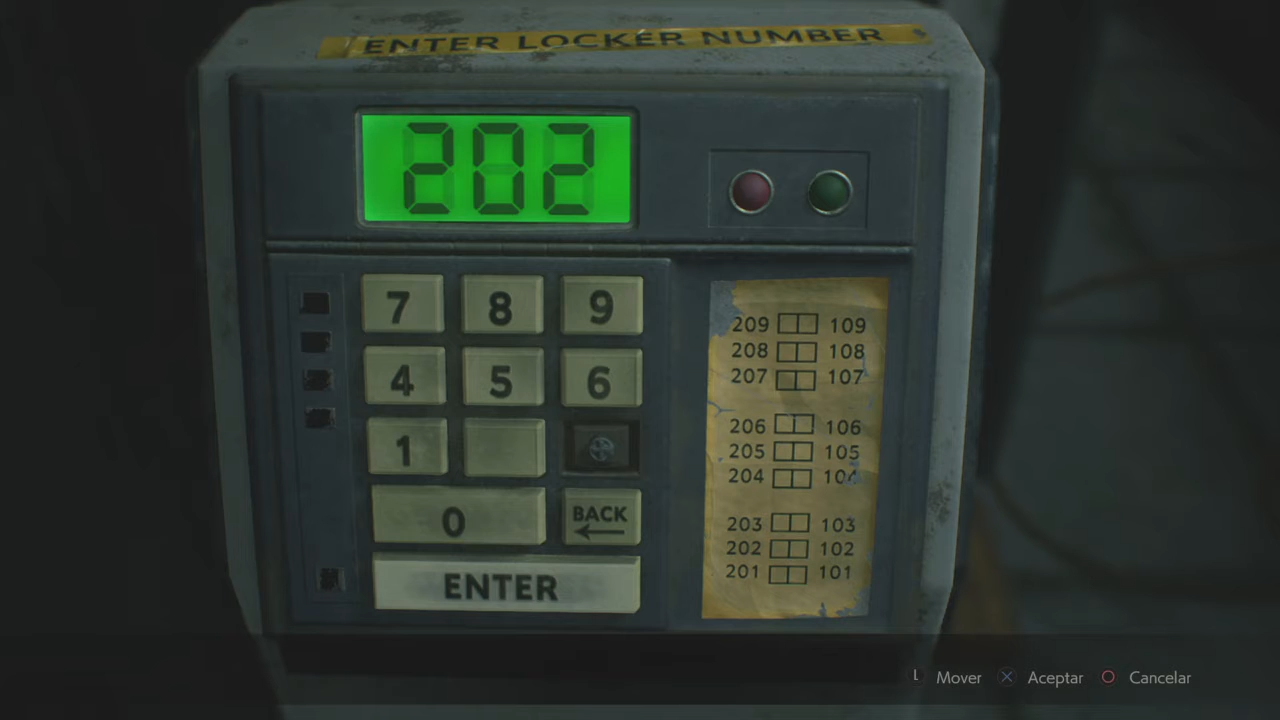 ENTER LOCKER NUMBER
202
7 8 9
4 5 6
1
0 BACK
ENTER
209 109
208 108
207 107
206 106
205 105
204 104
203 103
202 102
201 101
L Mover Aceptar Cancelar